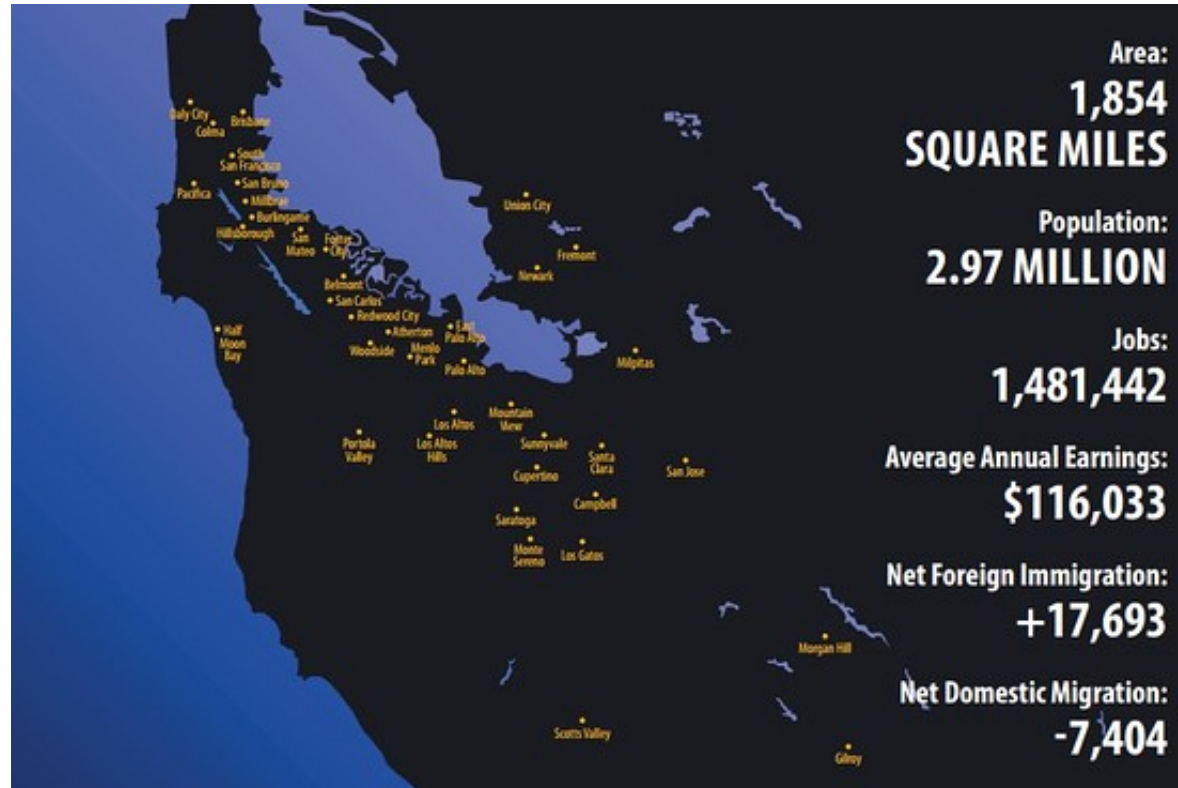 Area:
1,854
SQUARE MILES
Population:
2.97 MILLION
Jobs:
1,481,442
Average Annual Earnings:
$116,033
Net Foreign Immigration:
+17,693
Net Domestic Migration:
-7,404
Daly City
Colma
Brisbane
South
San Francisco
San Bruno
Pacifica
Millbrae
Burlingame
Hillsborough
San
Mateo
Foster
City
Belmont
San Carlos
Redwood City
Atherton
Woodside
Menlo
Park
East
Palo Alto
Palo Alto
Half
Moon
Bay
Union City
Fremont
Newark
Milpitas
Mountain
View
Los Altos
Los Altos
Hills
Portola
Valley
Sunnyvale
Santa
Clara
San Jose
Cupertino
Campbell
Saratoga
Monte
Sereno
Los Gatos
Morgan Hill
Scotts Valley
Gilroy